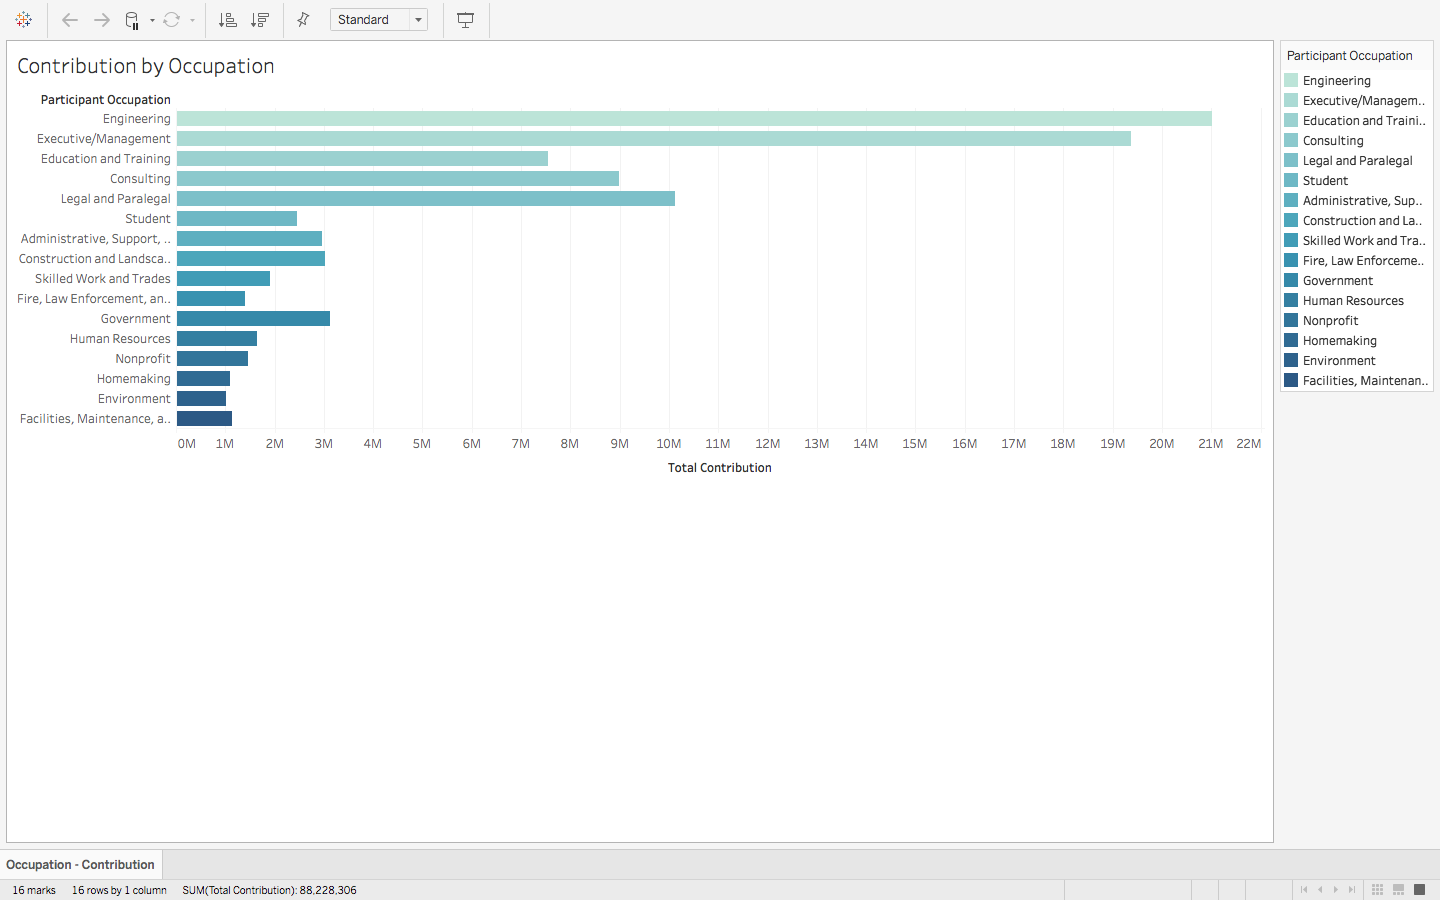 Standard
Contribution by Occupation
Participant Occupation
Engineering
Executive/Management
Education and Training
Consulting
Legal and Paralegal
Student
Administrative, Support, ..
Construction and Landsca..
Skilled Work and Trades
Fire, Law Enforcement, an..
Government
Human Resources
Nonprofit
Homemaking
Environment
Facilities, Maintenance, a..
0M 1M 2M 3M 4M 5M 6M 7M 8M 9M 10M 11M 12M 13M 14M 15M 16M 17M 18M 19M 20M 21M 22M
Total Contribution
Participant Occupation
Engineering
Executive/Managem..
Education and Traini..
Consulting
Legal and Paralegal
Student
Administrative, Sup..
Construction and La..
Skilled Work and Tra..
Fire, Law Enforceme..
Government
Human Resources
Nonprofit
Homemaking
Environment
Facilities, Maintenan..
Occupation - Contribution
16 marks 16 rows by 1 column SUM(Total Contribution): 88,228,306